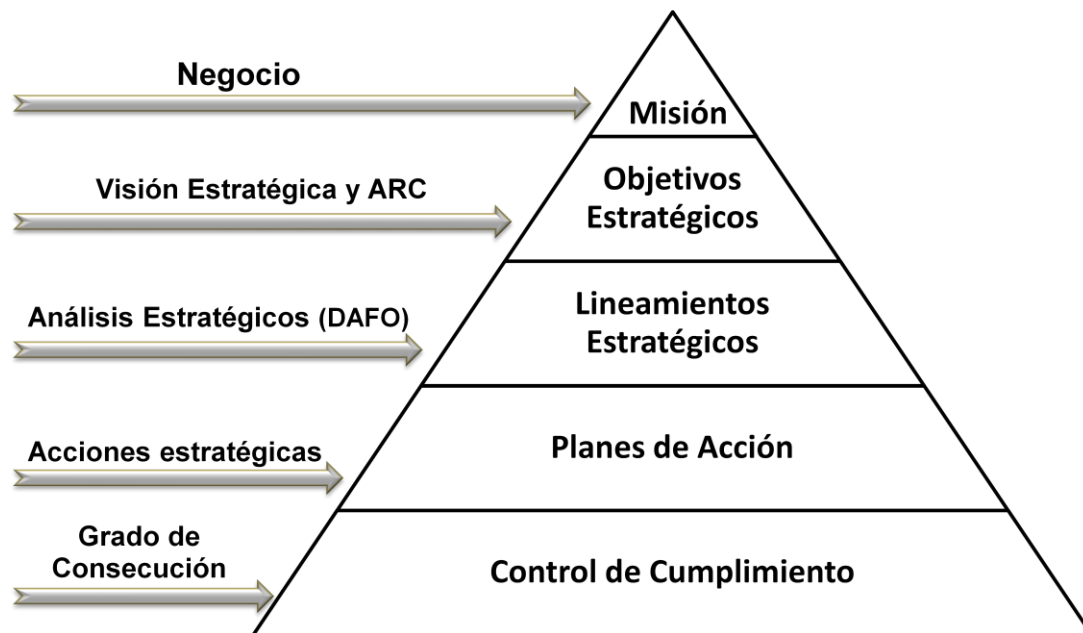 Negocio
Misión
Visión Estratégica y ARC
Objetivos
Estratégicos
Análisis Estratégicos (DAFO)
Lineamientos
Estratégicos
Acciones estratégicas
Planes de Acción
Grado de
Consecución
Control de Cumplimiento